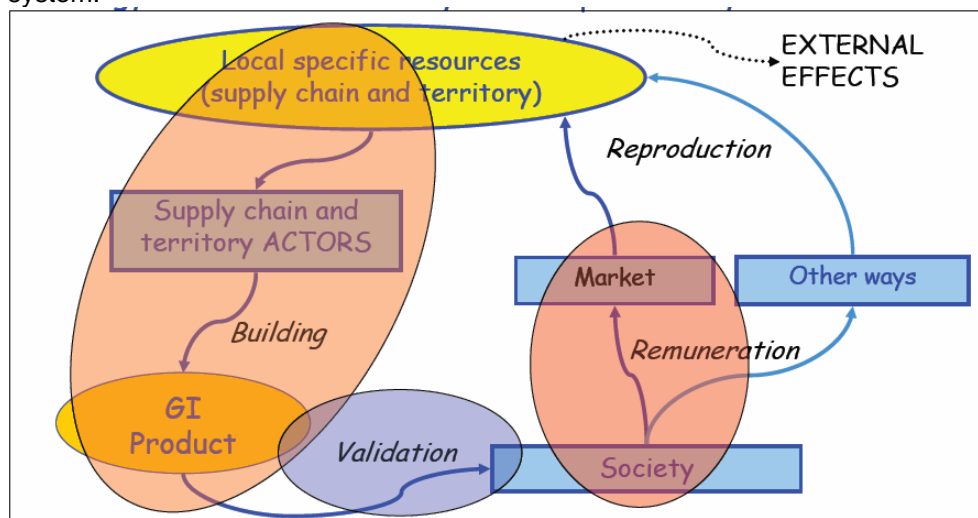 system.
Local specific resources
(supply chain and territory)
EXTERNAL
EFFECTS
Reproduction
Supply chain and
territory ACTORS
Market
Other ways
Building
Remuneration
GI
Product
Validation
Society